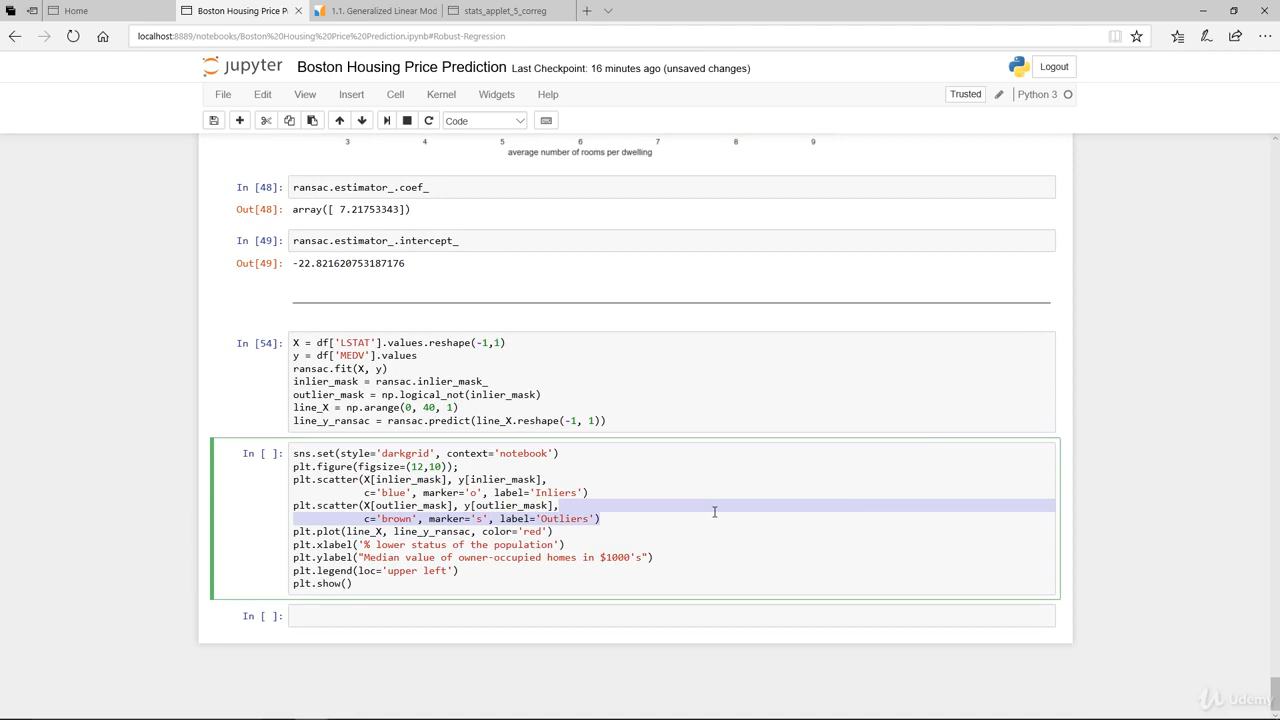 Home
Boston Housing Price P
1.1. Generalized Linear Mod
stats_applet_5_correg
localhost:8889/notebooks/Boston%20Housing%20Price%20Prediction.ipynb#Robust-Regression
jupyter Boston Housing Price Prediction Last Checkpoint: 16 minutes ago (unsaved changes)
Logout
File Edit View Insert Cell Kernel Widgets Help
Trusted
Python 3
Code
3 4 5 6 7 8 9
average number of rooms per dwelling
In [48]: ransac.estimator_.coef_
Out[48]: array([ 7.21753343])
In [49]: ransac.estimator_.intercept_
Out[49]: -22.821620753187176
In [54]: X = df['LSTAT'].values.reshape(-1,1)
y = df['MEDV'].values
ransac.fit(X, y)
inlier_mask = ransac.inlier_mask_
outlier_mask = np.logical_not(inlier_mask)
line_X = np.arange(0, 40, 1)
line_y_ransac = ransac.predict(line_X.reshape(-1, 1))
In [ ]: sns.set(style='darkgrid', context='notebook')
plt.figure(figsize=(12,10));
plt.scatter(X[inlier_mask], y[inlier_mask],
c='blue', marker='o', label='Inliers')
plt.scatter(X[outlier_mask], y[outlier_mask],
c='brown', marker='s', label='Outliers')
plt.plot(line_X, line_y_ransac, color='red')
plt.xlabel('% lower status of the population')
plt.ylabel("Median value of owner-occupied homes in $1000's")
plt.legend(loc='upper left')
plt.show()
In [ ]:
Udemy